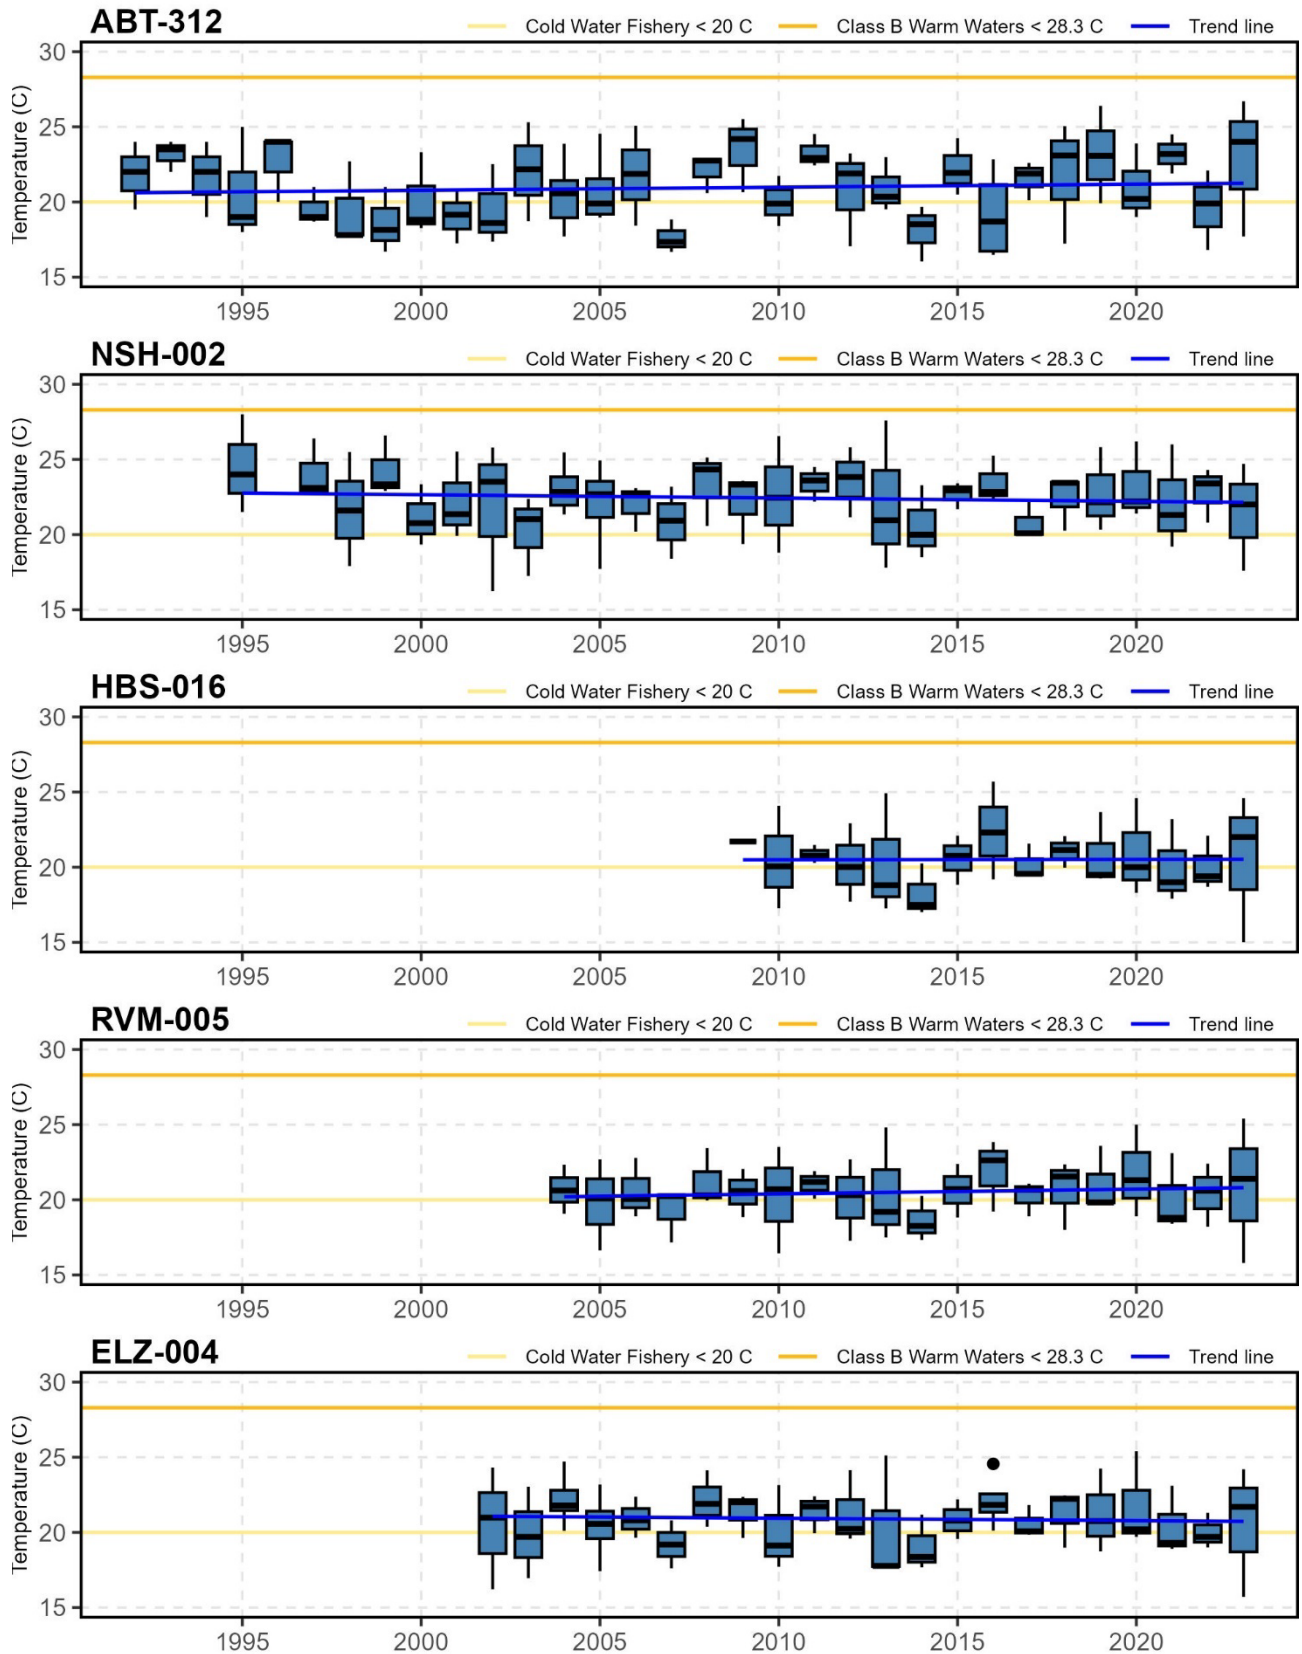 ABT-312
Cold Water Fishery < 20 C Class B Warm Waters < 28.3 C Trend line
Temperature (C)
30
25
20
15
1995 2000 2005 2010 2015 2020
NSH-002
Cold Water Fishery < 20 C Class B Warm Waters < 28.3 C Trend line
Temperature (C)
30
25
20
15
1995 2000 2005 2010 2015 2020
HBS-016
Cold Water Fishery < 20 C Class B Warm Waters < 28.3 C Trend line
Temperature (C)
30
25
20
15
1995 2000 2005 2010 2015 2020
RVM-005
Cold Water Fishery < 20 C Class B Warm Waters < 28.3 C Trend line
Temperature (C)
30
25
20
15
1995 2000 2005 2010 2015 2020
ELZ-004
Cold Water Fishery < 20 C Class B Warm Waters < 28.3 C Trend line
Temperature (C)
30
25
20
15
1995 2000 2005 2010 2015 2020